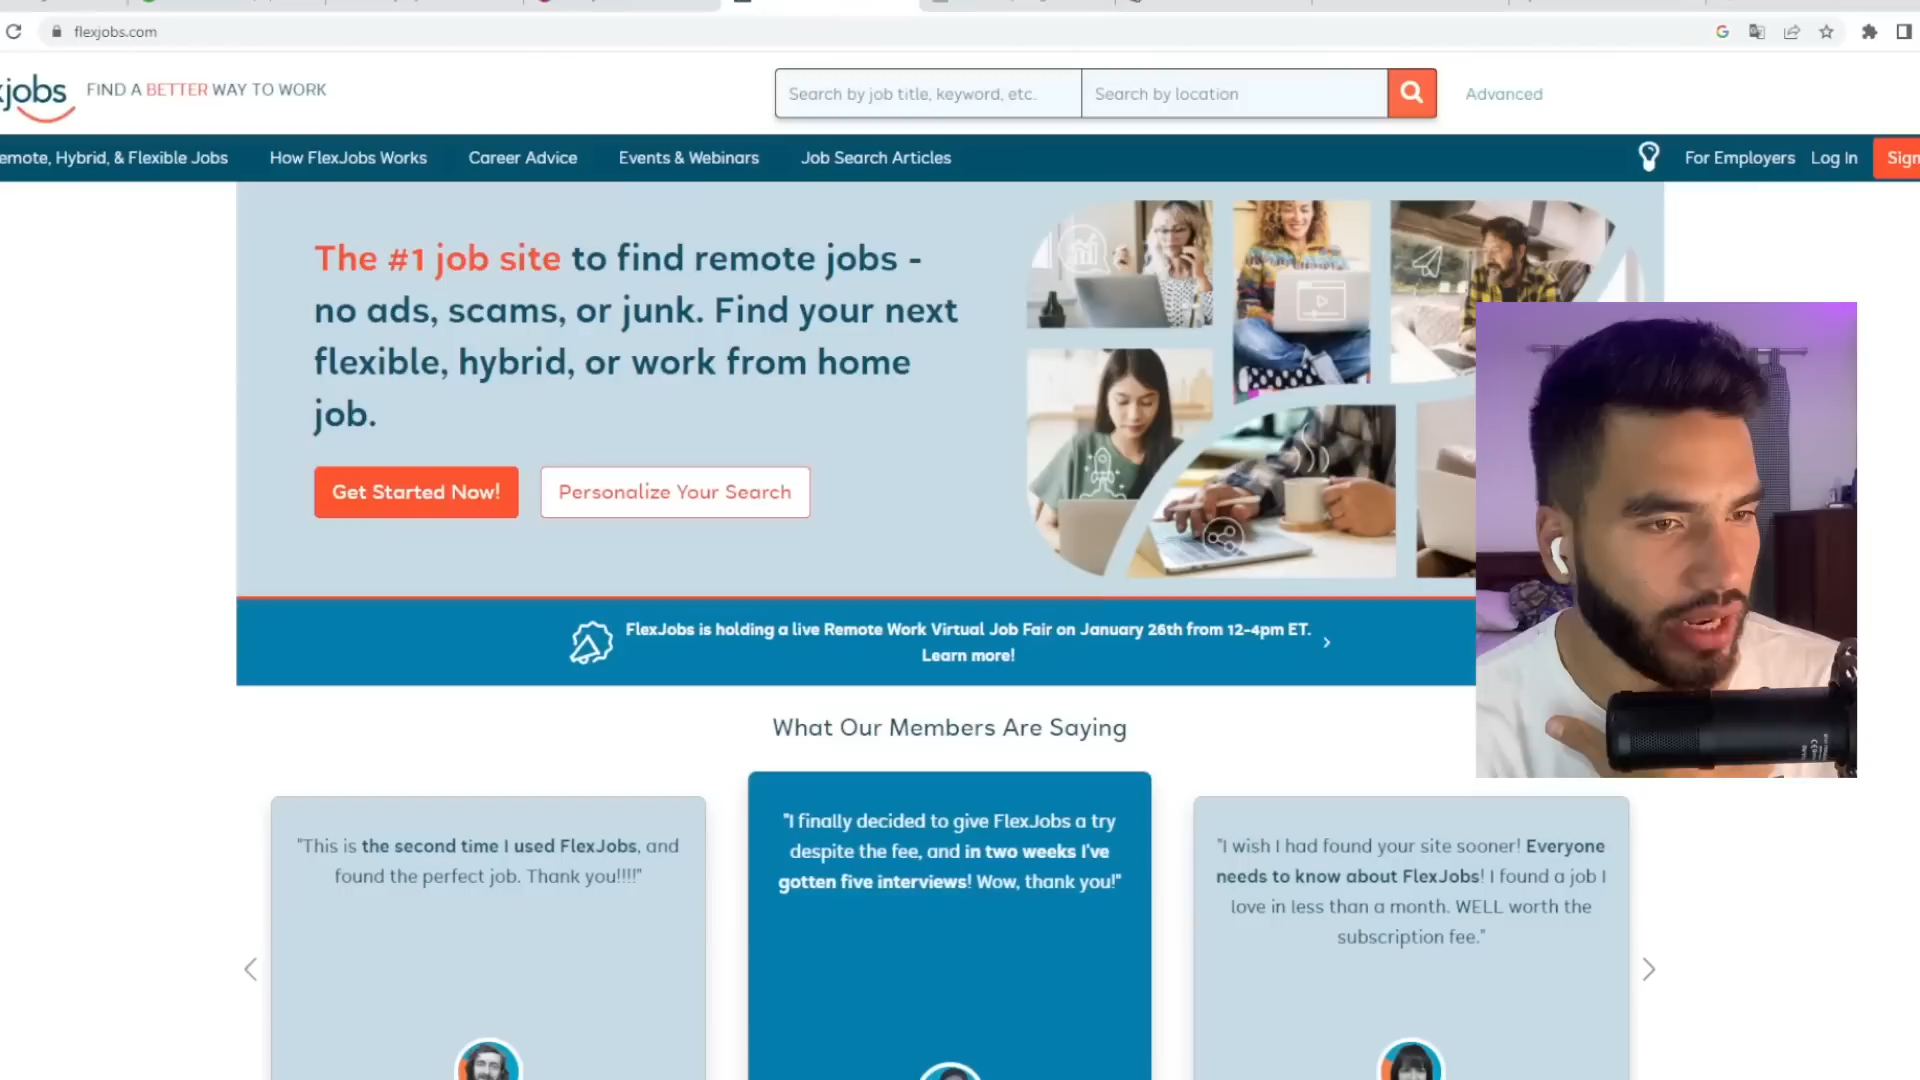 flexjobs.com
jobs
FIND A BETTER WAY TO WORK
Search by job title, keyword, etc.
Search by location
Advanced
emote, Hybrid, & Flexible Jobs
How FlexJobs Works
Career Advice
Events & Webinars
Job Search Articles
For Employers
Log In
Sign
The #1 job site to find remote jobs -
no ads, scams, or junk. Find your next
flexible, hybrid, or work from home
job.
Get Started Now!
Personalize Your Search
FlexJobs is holding a live Remote Work Virtual Job Fair on January 26th from 12-4pm ET.
Learn more!
What Our Members Are Saying
"This is the second time I used FlexJobs, and
found the perfect job. Thank you!!!!"
"I finally decided to give FlexJobs a try
despite the fee, and in two weeks I've
gotten five interviews! Wow, thank you!"
"I wish I had found your site sooner! Everyone
needs to know about FlexJobs! I found a job I
love in less than a month. WELL worth the
subscription fee."